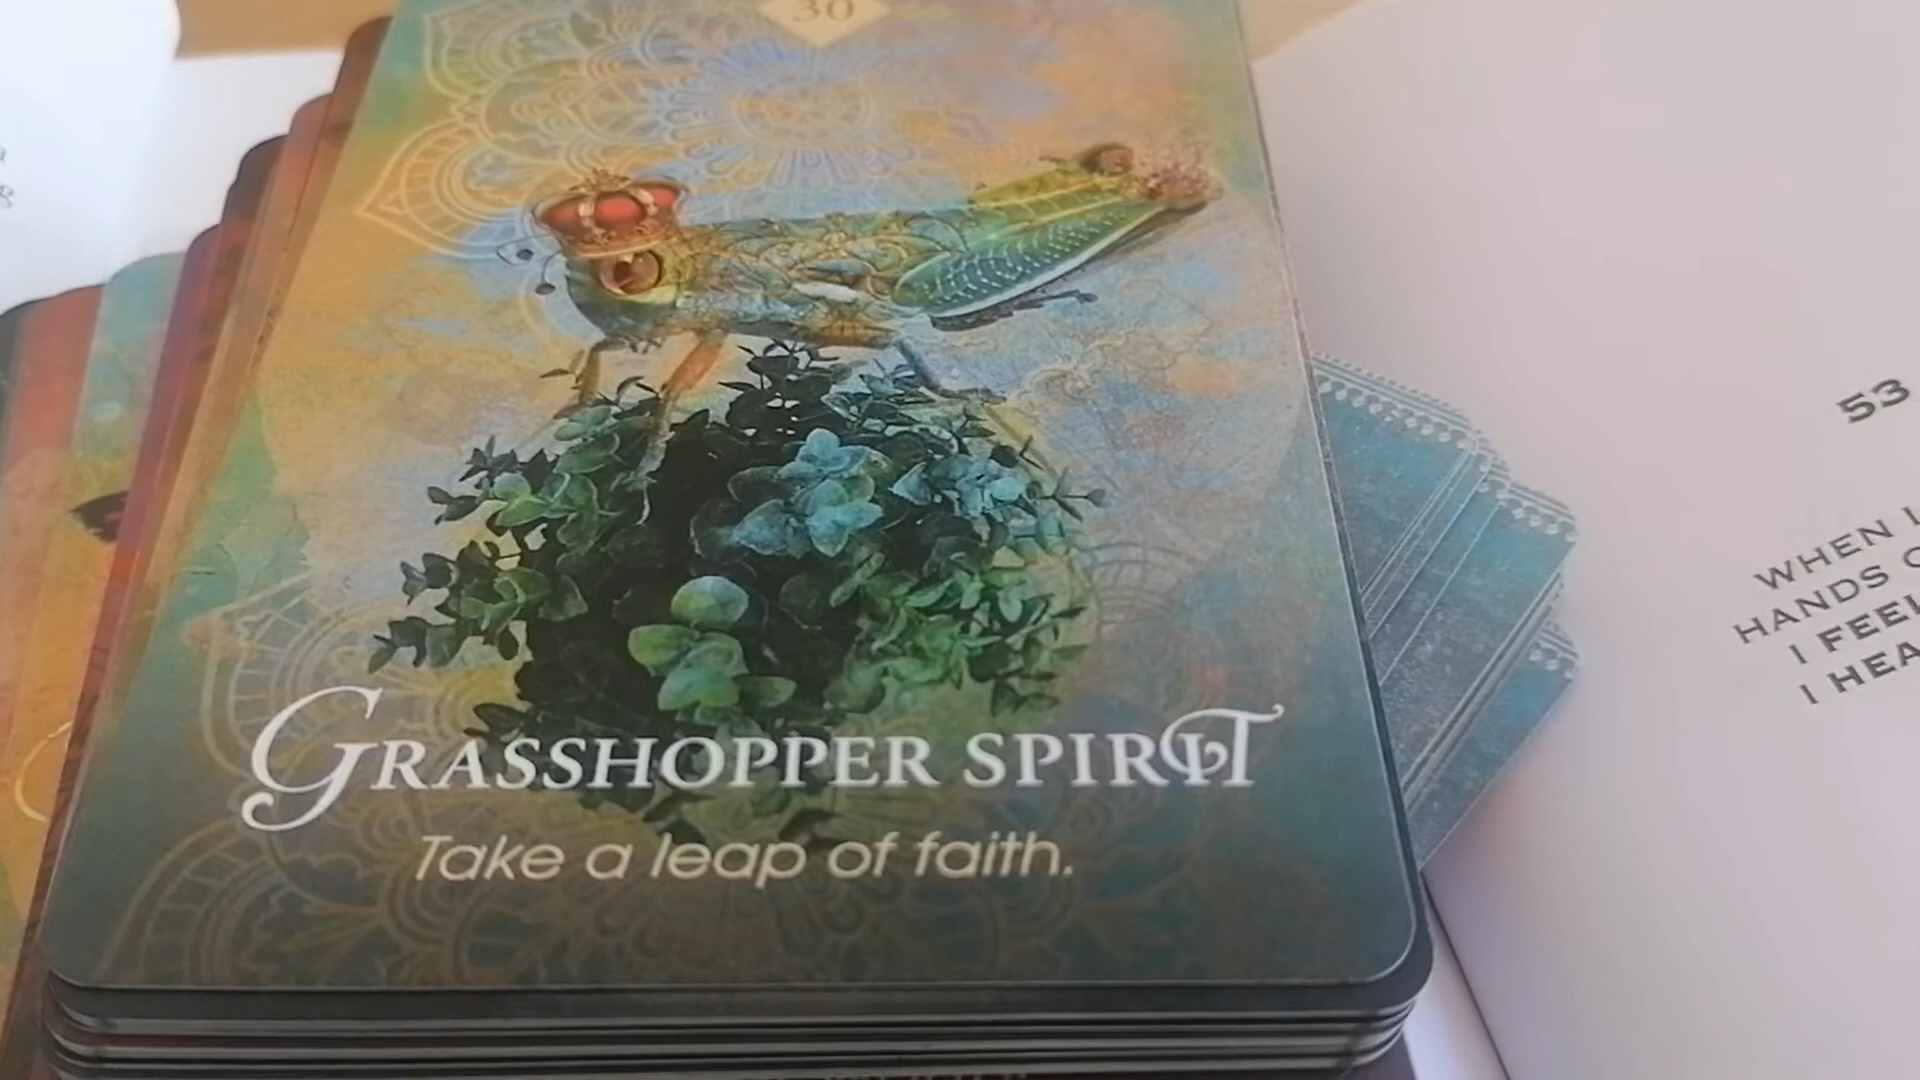 30
GRASSHOPPER SPIRIT
Take a leap of faith.
53
WHEN
HANDS
I FEEL
I HEA